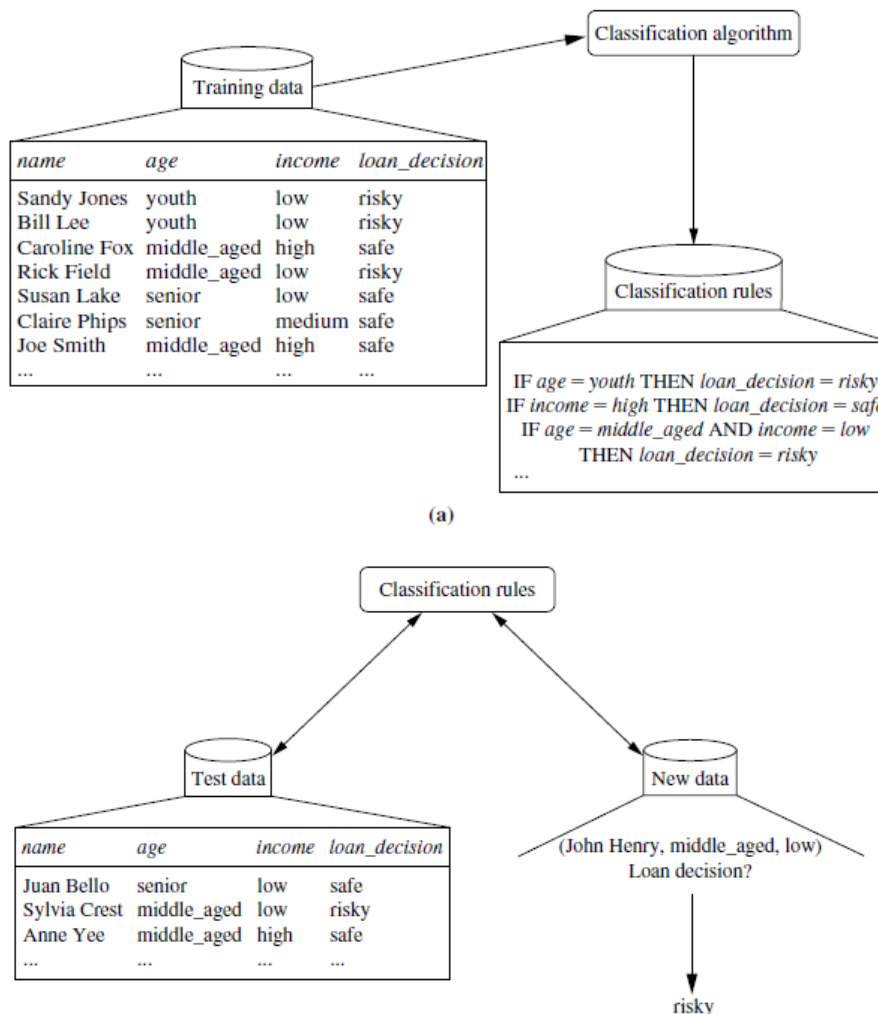 Classification algorithm
Training data
name age income loan_decision
Sandy Jones youth low risky
Bill Lee youth low risky
Caroline Fox middle_aged high safe
Rick Field middle_aged low risky
Susan Lake senior low safe
Claire Phips senior medium safe
Joe Smith middle_aged high safe
... ... ... ...
Classification rules
IF age = youth THEN loan_decision = risky
IF income = high THEN loan_decision = safe
IF age = middle_aged AND income = low
THEN loan_decision = risky
...
(a)
Classification rules
Test data
name age income loan_decision
Juan Bello senior low safe
Sylvia Crest middle_aged low risky
Anne Yee middle_aged high safe
... ... ... ...
New data
(John Henry, middle_aged, low)
Loan decision?
risky